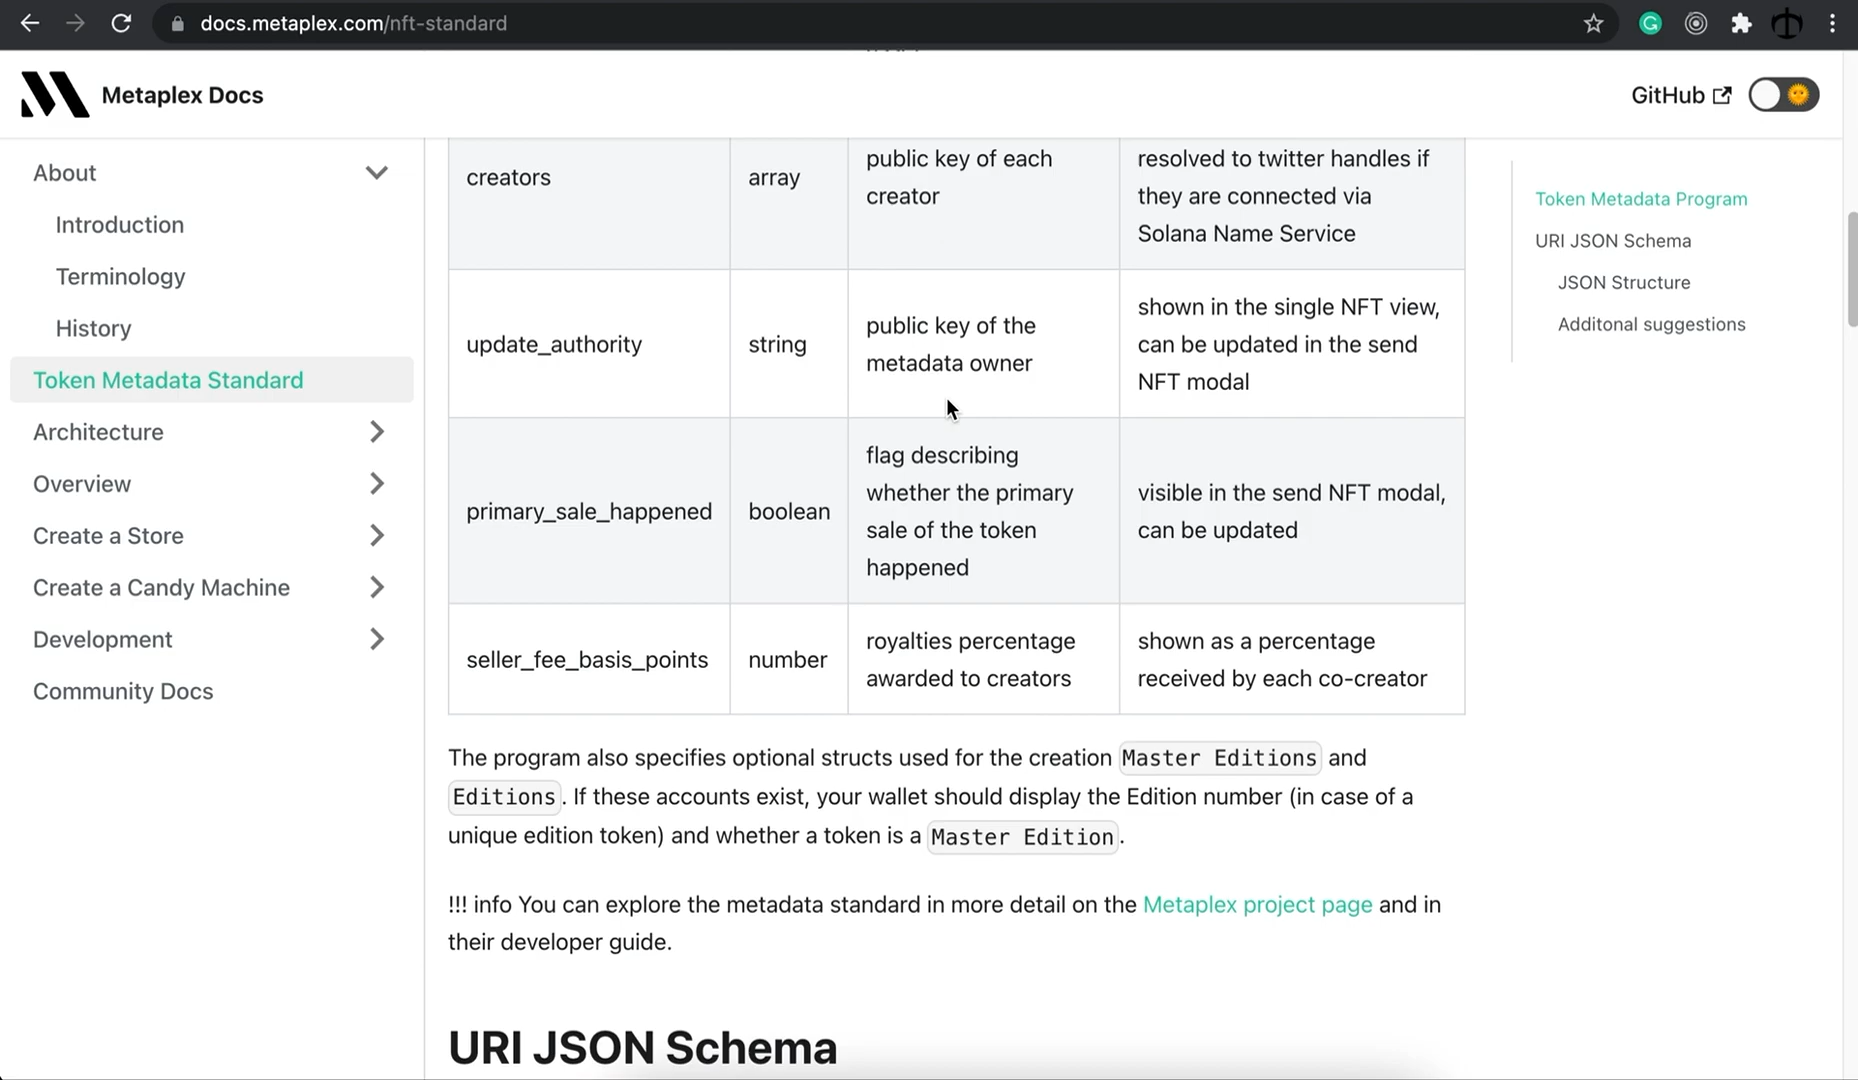 docs.metaplex.com/nft-standard
Metaplex Docs
GitHub
About
Introduction
Terminology
History
Token Metadata Standard
Architecture
Overview
Create a Store
Create a Candy Machine
Development
Community Docs
creators
array
public key of each
creator
resolved to twitter handles if
they are connected via
Solana Name Service
update_authority
string
public key of the
metadata owner
shown in the single NFT view,
can be updated in the send
NFT modal
primary_sale_happened
boolean
flag describing
whether the primary
sale of the token
happened
visible in the send NFT modal,
can be updated
seller_fee_basis_points
number
royalties percentage
awarded to creators
shown as a percentage
received by each co-creator
The program also specifies optional structs used for the creation Master Editions and
Editions. If these accounts exist, your wallet should display the Edition number (in case of a
unique edition token) and whether a token is a Master Edition.
!!! info You can explore the metadata standard in more detail on the Metaplex project page and in
their developer guide.
URI JSON Schema
Token Metadata Program
URI JSON Schema
JSON Structure
Additonal suggestions